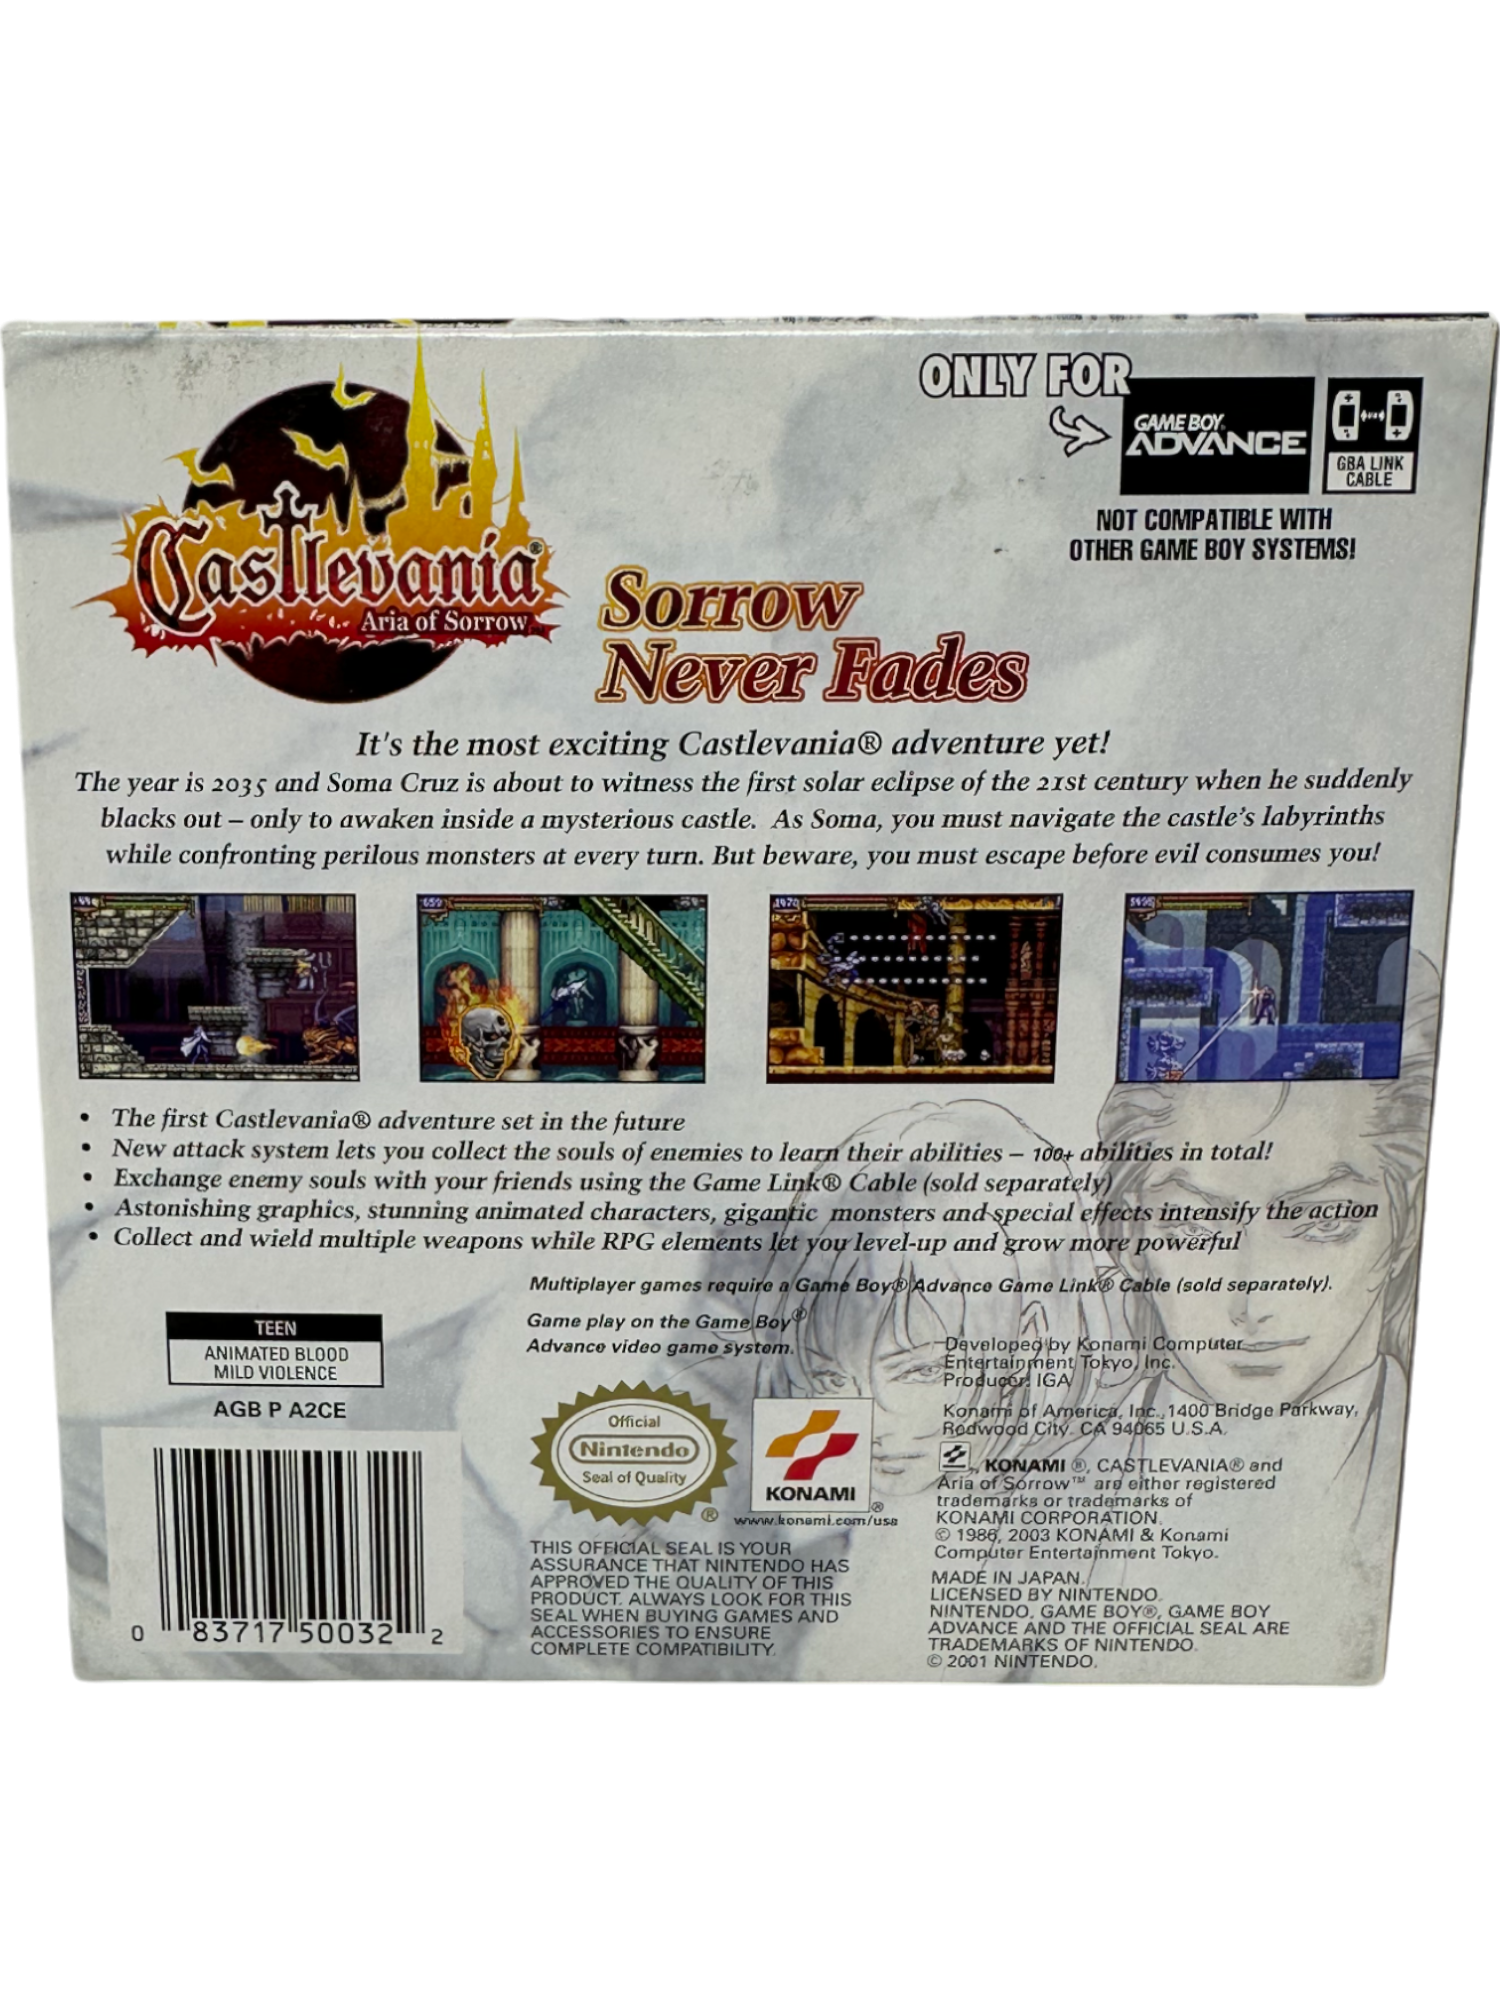 ONLY FOR
GAME BOY ADVANCE
GBA LINK
CABLE
NOT COMPATIBLE WITH
OTHER GAME BOY SYSTEMS!
Castlevania®
Aria of Sorrow™
Sorrow
Never Fades
It's the most exciting Castlevania® adventure yet!
The year is 2035 and Soma Cruz is about to witness the first solar eclipse of the 21st century when he suddenly
blacks out – only to awaken inside a mysterious castle. As Soma, you must navigate the castle's labyrinths
while confronting perilous monsters at every turn. But beware, you must escape before evil consumes you!
• The first Castlevania® adventure set in the future
• New attack system lets you collect the souls of enemies to learn their abilities – 100+ abilities in total!
• Exchange enemy souls with your friends using the Game Link® Cable (sold separately)
• Astonishing graphics, stunning animated characters, gigantic monsters and special effects intensify the action
• Collect and wield multiple weapons while RPG elements let you level-up and grow more powerful
Multiplayer games require a Game Boy® Advance Game Link® Cable (sold separately).
Game play on the Game Boy®
Advance video game system.
TEEN
ANIMATED BLOOD
MILD VIOLENCE
AGB P A2CE
0 83717 50032 2
Official
Nintendo
Seal of Quality
®
KONAMI
®
www.konami.com/usa
THIS OFFICIAL SEAL IS YOUR
ASSURANCE THAT NINTENDO HAS
APPROVED THE QUALITY OF THIS
PRODUCT. ALWAYS LOOK FOR THIS
SEAL WHEN BUYING GAMES AND
ACCESSORIES TO ENSURE
COMPLETE COMPATIBILITY.
Developed by Konami Computer
Entertainment Tokyo, Inc.
Producer: IGA
Konami of America, Inc., 1400 Bridge Parkway,
Redwood City. CA 94065 U.S.A.
, KONAMI ®, CASTLEVANIA® and
Aria of Sorrow™ are either registered
trademarks or trademarks of
KONAMI CORPORATION.
© 1986, 2003 KONAMI & Konami
Computer Entertainment Tokyo.
MADE IN JAPAN.
LICENSED BY NINTENDO.
NINTENDO, GAME BOY®, GAME BOY
ADVANCE AND THE OFFICIAL SEAL ARE
TRADEMARKS OF NINTENDO.
© 2001 NINTENDO.